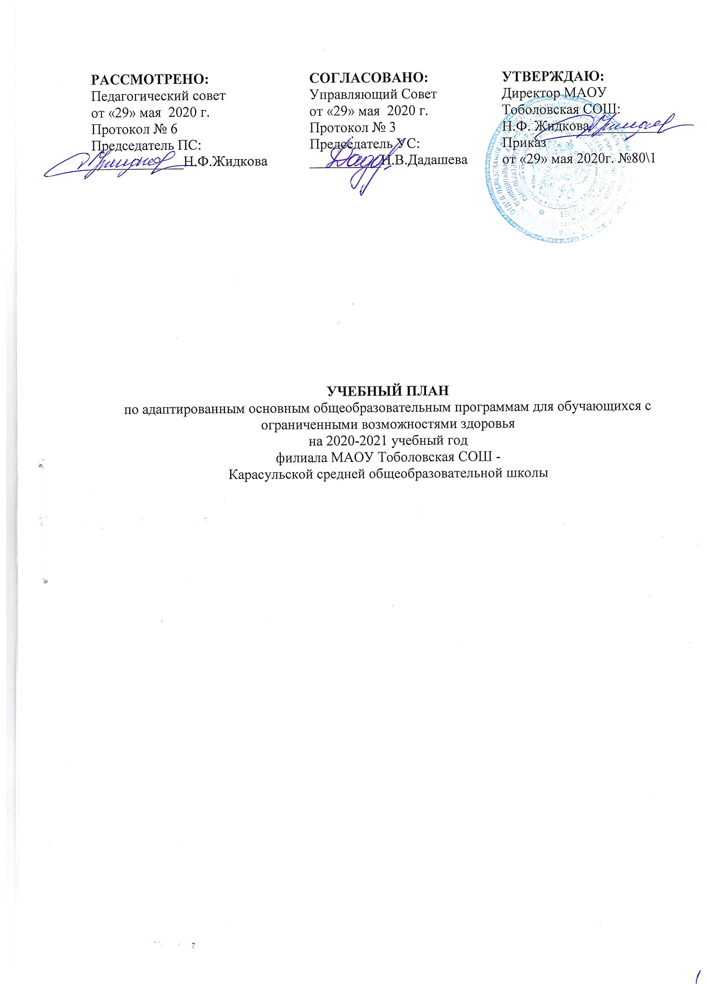 РАССМОТРЕНО:
Педагогический совет
от «29» мая 2020 г.
Протокол № 6
Председатель ПС:
Н.Ф.Жидкова
СОГЛАСОВАНО:
Управляющий Совет
от «29» мая 2020 г.
Протокол № 3
Председатель УС:
Н.В.Дадашева
УТВЕРЖДАЮ:
Директор МАОУ
Тоболовская СОШ:
Н.Ф. Жидкова
Приказ
от «29» мая 2020г. №80\1
УЧЕБНЫЙ ПЛАН
по адаптированным основным общеобразовательным программам для обучающихся с
ограниченными возможностями здоровья
на 2020-2021 учебный год
филиала МАОУ Тоболовская СОШ -
Карасульской средней общеобразовательной школы
1